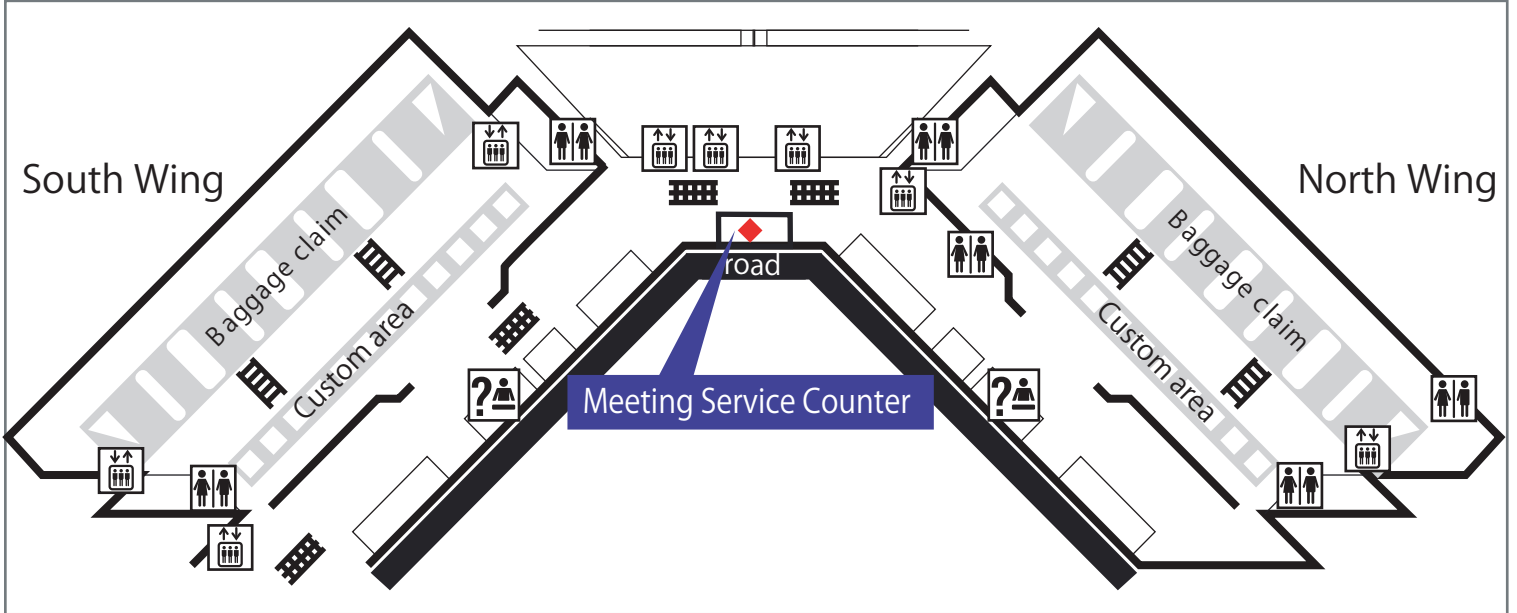 South Wing
North Wing
Baggage claim
Custom area
Baggage claim
Custom area
road
?
?
Meeting Service Counter